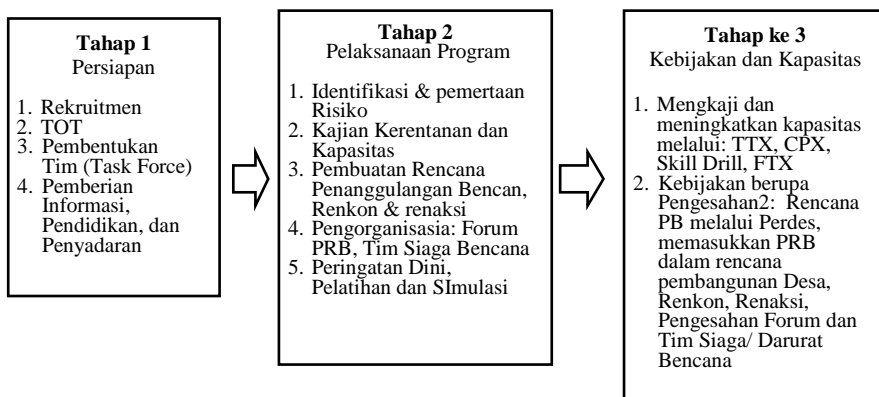 Tahap 1
Persiapan
1. Rekruitmen
2. TOT
3. Pembentukan
Tim (Task Force)
4. Pemberian
Informasi,
Pendidikan, dan
Penyadaran
Tahap 2
Pelaksanaan Program
1. Identifikasi & pemertaan
Risiko
2. Kajian Kerentanan dan
Kapasitas
3. Pembuatan Rencana
Penanggulangan Bencan,
Renkon & renaksi
4. Pengorganisasia: Forum
PRB, Tim Siaga Bencana
5. Peringatan Dini,
Pelatihan dan SImulasi
Tahap ke 3
Kebijakan dan Kapasitas
1. Mengkaji dan
meningkatkan kapasitas
melalui: TTX, CPX,
Skill Drill, FTX
2. Kebijakan berupa
Pengesahan2: Rencana
PB melalui Perdes,
memasukkan PRB
dalam rencana
pembangunan Desa,
Renkon, Renaksi,
Pengesahan Forum dan
Tim Siaga/ Darurat
Bencana